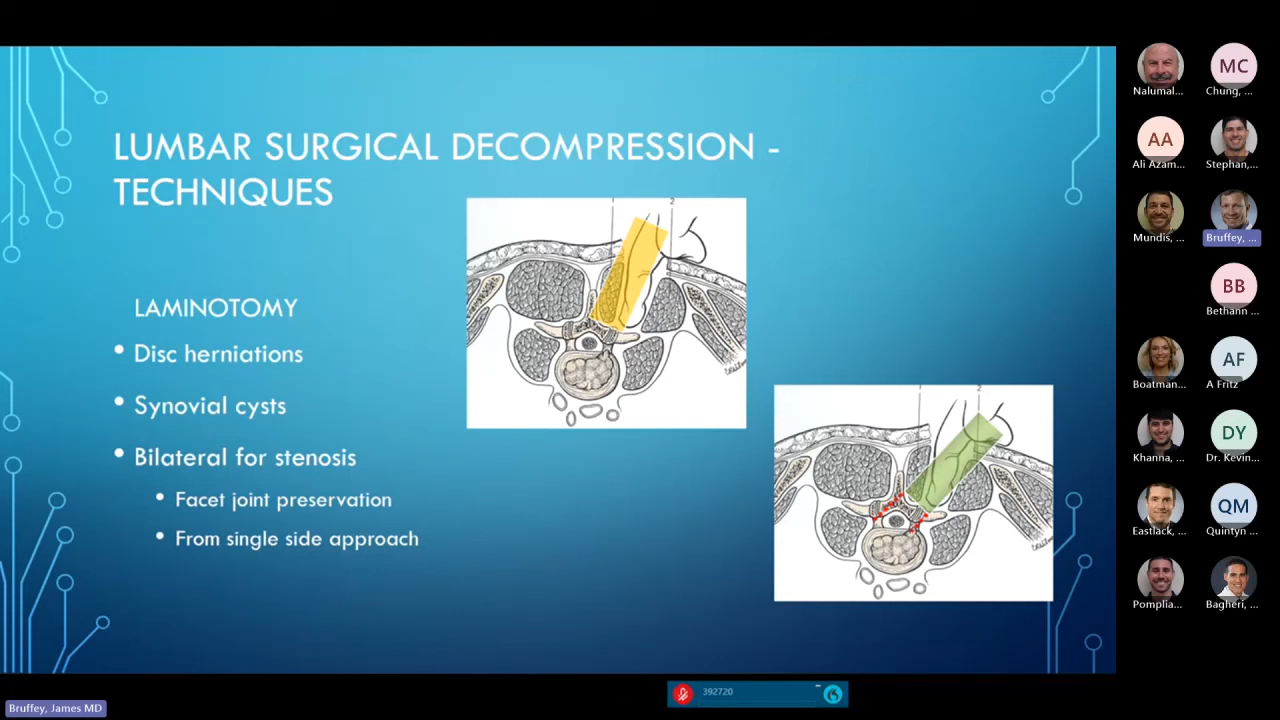 LUMBAR SURGICAL DECOMPRESSION -
TECHNIQUES
LAMINOTOMY
• Disc herniations
• Synovial cysts
• Bilateral for stenosis
• Facet joint preservation
• From single side approach
2
2
Nalumal...
MC
Chung, ...
AA
Ali Azam...
Stephan,...
Mundis, ...
Bruffey, ...
BB
Bethann ...
Boatman...
AF
A Fritz
Khanna, ...
DY
Dr. Kevin...
Eastlack, ...
QM
Quintyn ...
Pomplia...
Bagheri, ...
392720
Bruffey, James MD